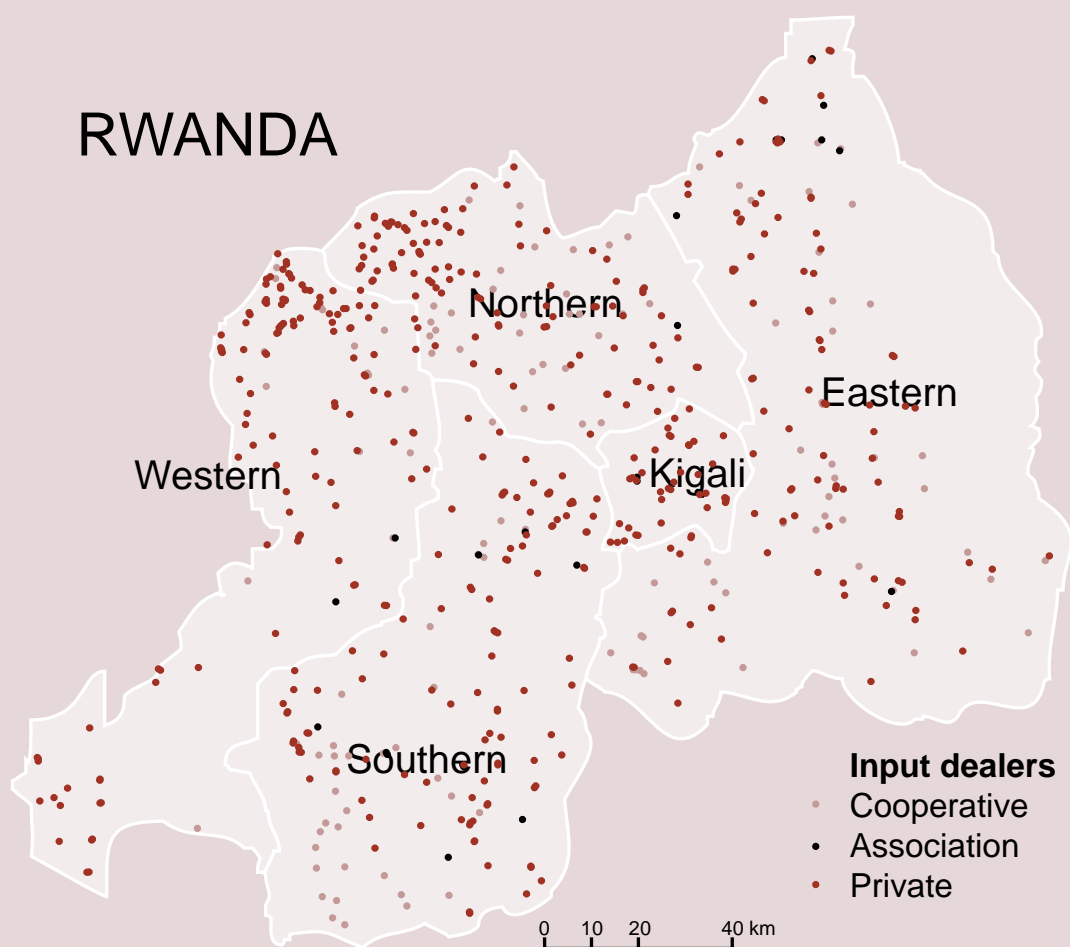 RWANDA
Northern
Eastern
Western
Kigali
Southern
Input dealers
Cooperative
Association
Private
0 10 20 40 km